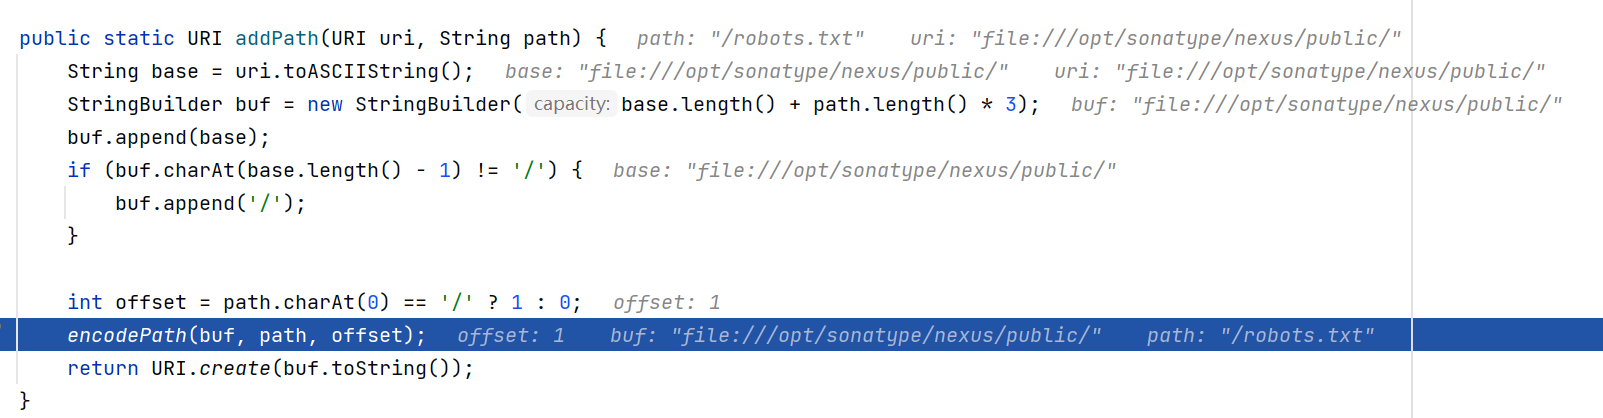 public static URI addPath(URI uri, String path) {   path: "/robots.txt"    uri: "file:///opt/sonatype/nexus/public/"
    String base = uri.toASCIIString();   base: "file:///opt/sonatype/nexus/public/"    uri: "file:///opt/sonatype/nexus/public/"
    StringBuilder buf = new StringBuilder( capacity: base.length() + path.length() * 3);   buf: "file:///opt/sonatype/nexus/public/"
    buf.append(base);
    if (buf.charAt(base.length() - 1) != '/') {   base: "file:///opt/sonatype/nexus/public/"
        buf.append('/');
    }
    int offset = path.charAt(0) == '/' ? 1 : 0;   offset: 1
    encodePath(buf, path, offset);   offset: 1    buf: "file:///opt/sonatype/nexus/public/"    path: "/robots.txt"
    return URI.create(buf.toString());
}